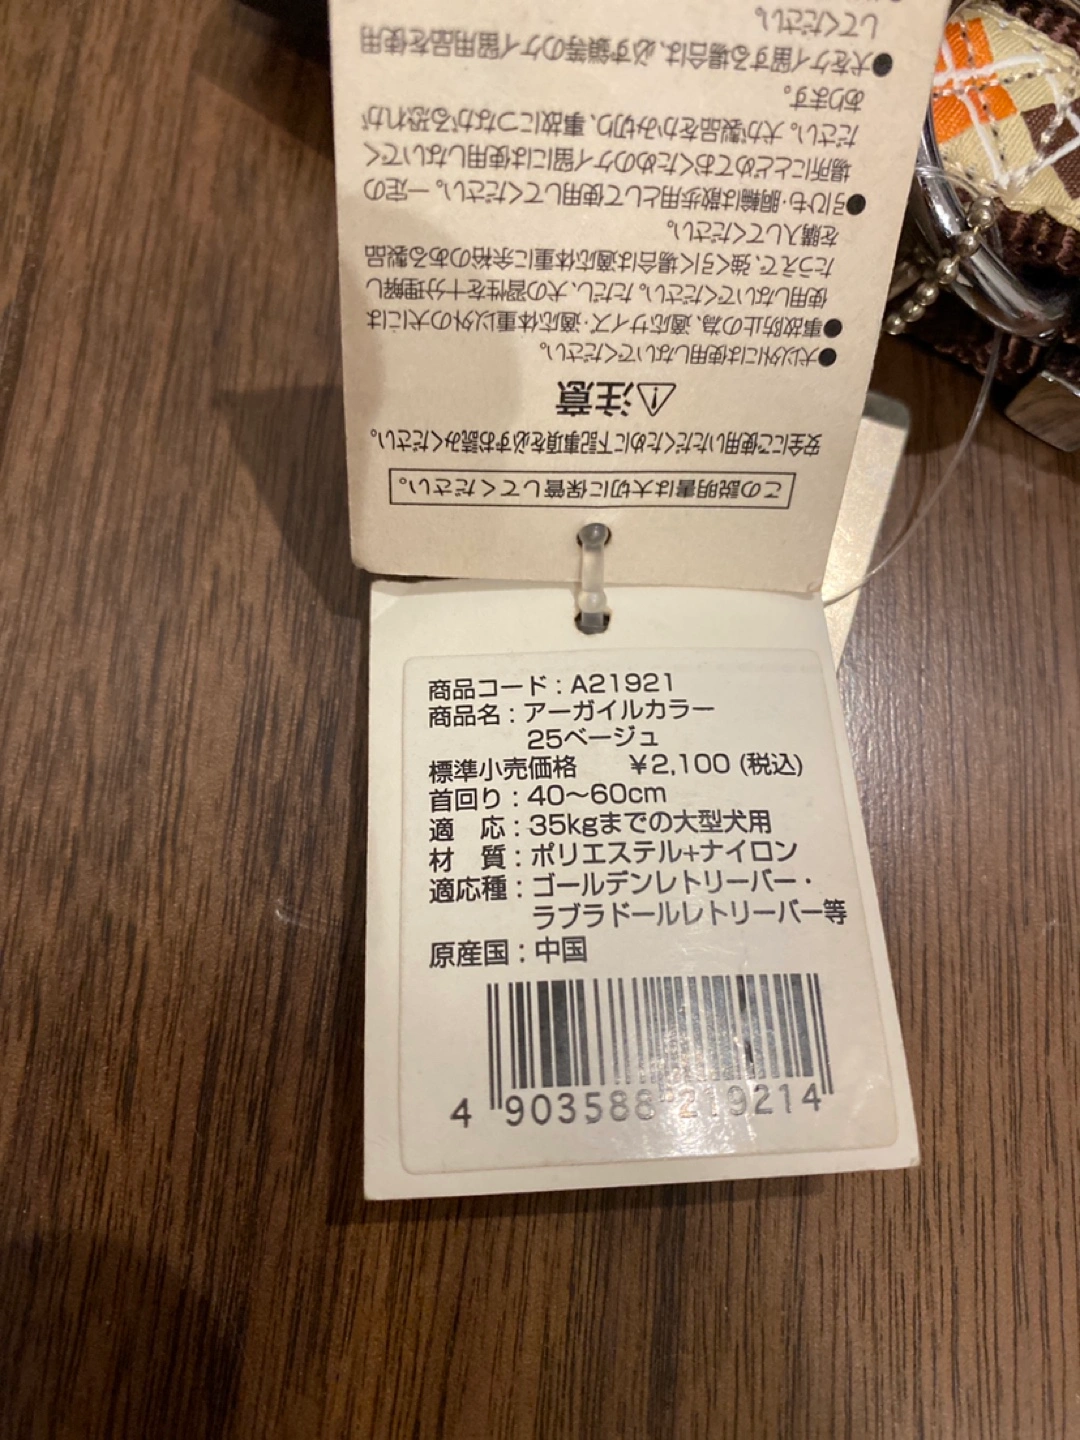 この説明書は大切に保管してください。
安全にご使用いただくために下記事項を必ずお読みください。
⚠注意
●犬以外には使用しないでください。
●事故防止の為、適応サイズ・適応体重以外の犬には
使用しないでください。ただし、犬の習性を十分理解し
たうえで、強く引く場合は適応体重に余裕のある製品
を購入してください。
●引ひも・胴輪は散歩用として使用してください。一定の
場所にとどめておくためのケイ留には使用しないでく
ださい。犬が製品をかみ切り、事故につながる恐れが
あります。
●犬をケイ留する場合は、必ず鎖等のケイ留用品を使用
してください。
商品コード:A21921
商品名:アーガイルカラー
25ベージュ
標準小売価格 ¥2,100(税込)
首回り:40〜60cm
適 応:35kgまでの大型犬用
材 質:ポリエステル+ナイロン
適応種:ゴールデンレトリーバー・
ラブラドールレトリーバー等
原産国:中国
4 903588 219214